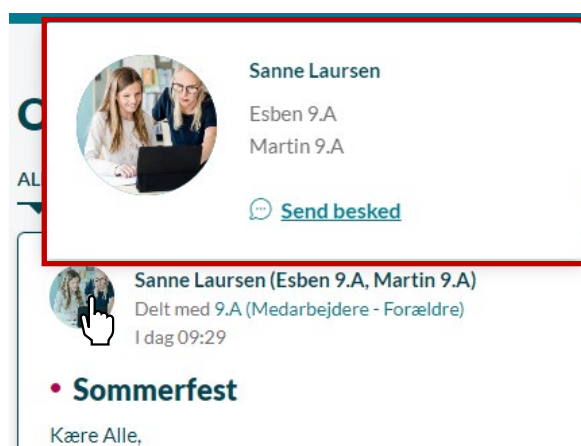 Sanne Laursen
Esben 9.A
Martin 9.A
Send besked
AL
Sanne Laursen (Esben 9.A, Martin 9.A)
Delt med 9.A (Medarbejdere - Forældre)
I dag 09:29
• Sommerfest
Kære Alle,